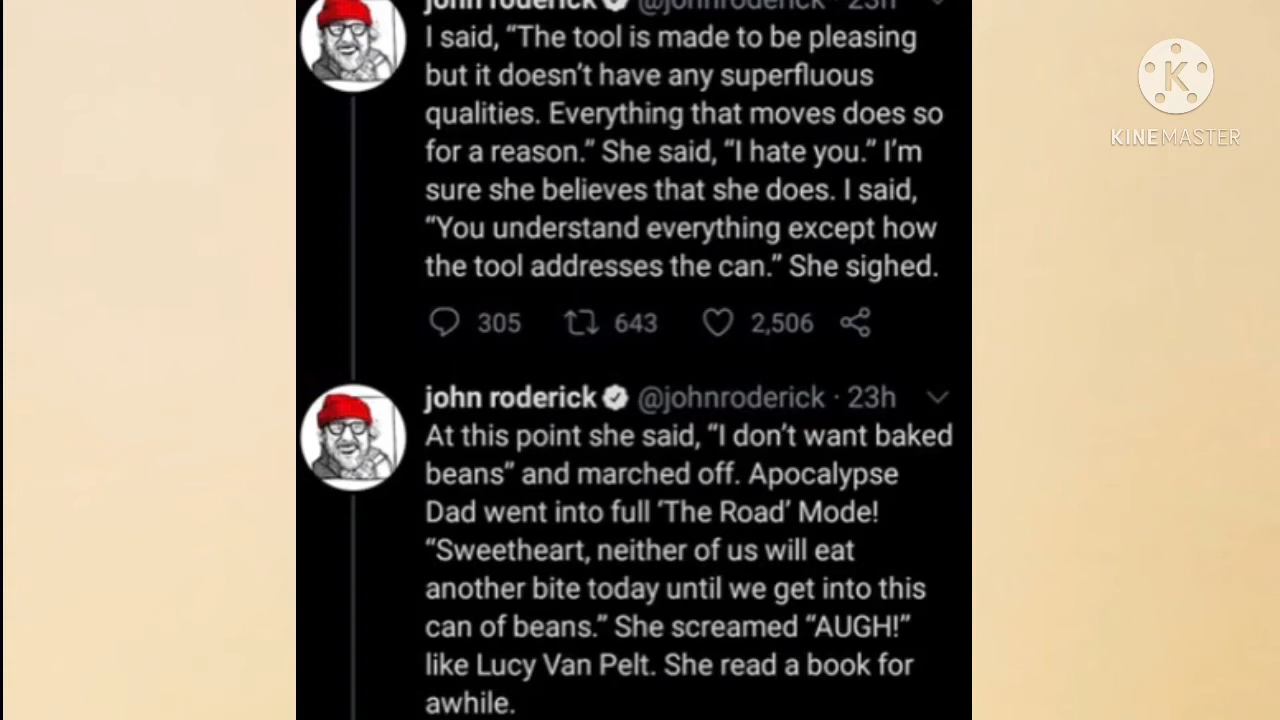 john roderick @johnroderick · 23h
I said, “The tool is made to be pleasing
but it doesn’t have any superfluous
qualities. Everything that moves does so
for a reason.” She said, “I hate you.” I’m
sure she believes that she does. I said,
“You understand everything except how
the tool addresses the can.” She sighed.
305 643 2,506
john roderick @johnroderick · 23h
At this point she said, “I don’t want baked
beans” and marched off. Apocalypse
Dad went into full ‘The Road’ Mode!
“Sweetheart, neither of us will eat
another bite today until we get into this
can of beans.” She screamed “AUGH!”
like Lucy Van Pelt. She read a book for
awhile.
K
KINEMASTER